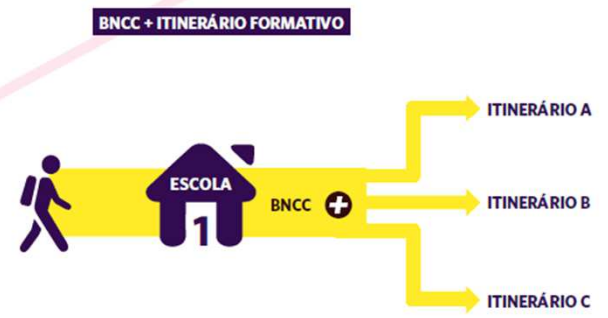 BNCC + ITINERÁRIO FORMATIVO
ITINERÁRIO A
ESCOLA
1
BNCC +
ITINERÁRIO B
ITINERÁRIO C